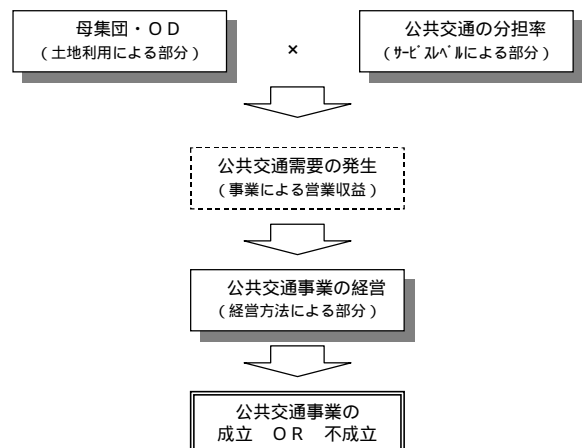 母集団・ＯＤ
（土地利用による部分）
×
公共交通の分担率
（ｻｰﾋﾞｽﾚﾍﾞﾙによる部分）
公共交通需要の発生
（事業による営業収益）
公共交通事業の経営
（経営方法による部分）
公共交通事業の
成立　ＯＲ　不成立